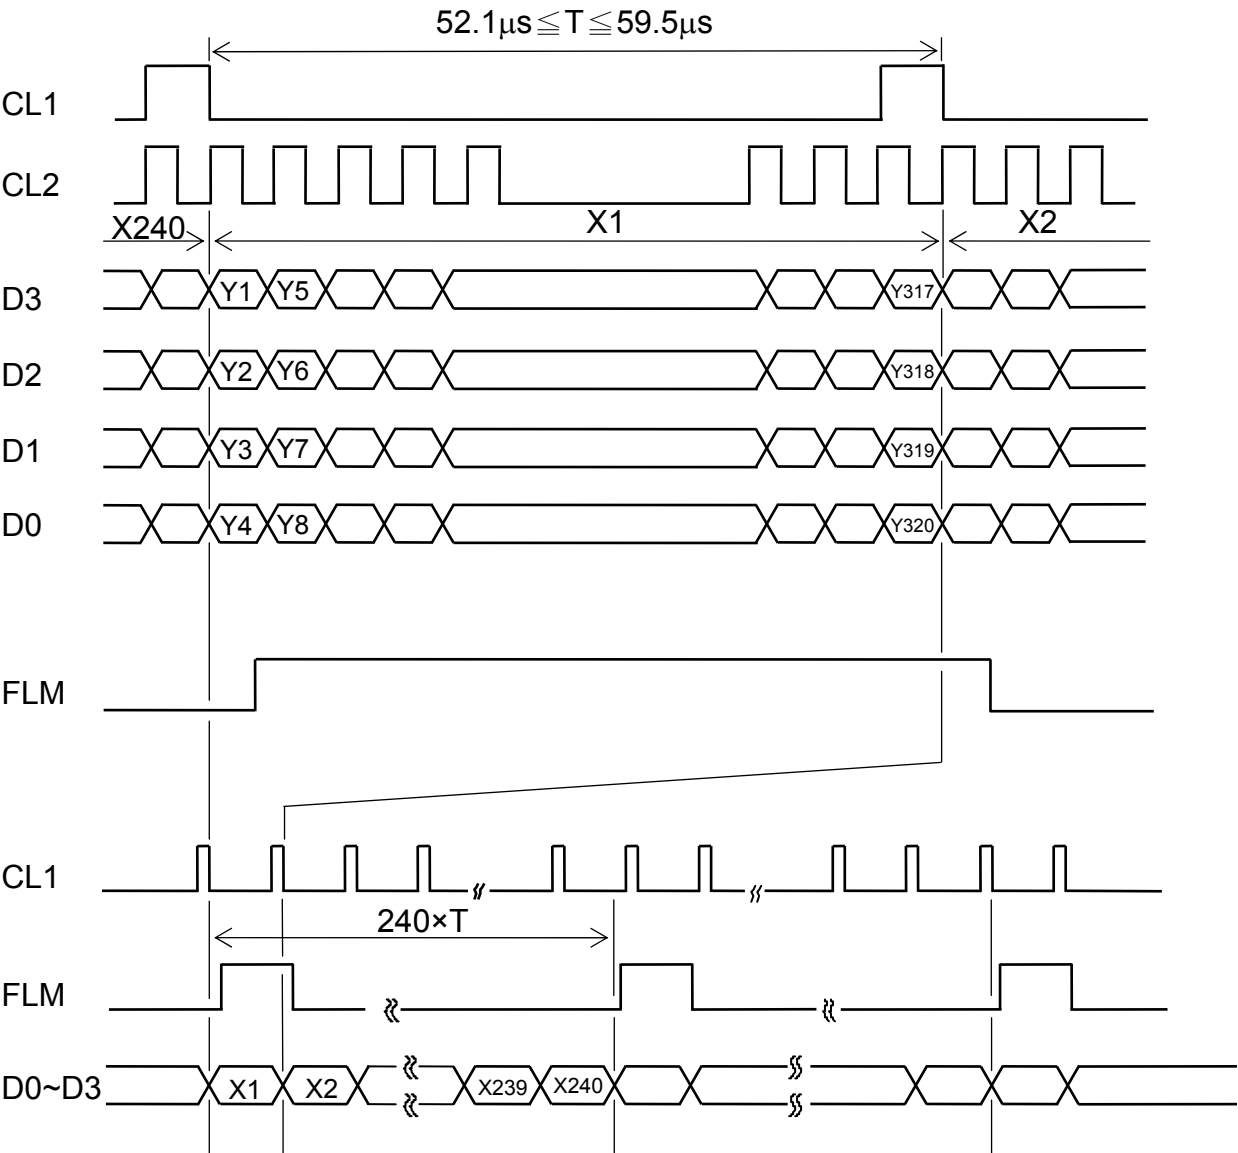 52.1μs≦T≦59.5μs
CL1
CL2
X240 X1 X2
D3 Y1 Y5 Y317
D2 Y2 Y6 Y318
D1 Y3 Y7 Y319
D0 Y4 Y8 Y320
FLM
CL1
240×T
FLM
D0~D3 X1 X2 X239 X240